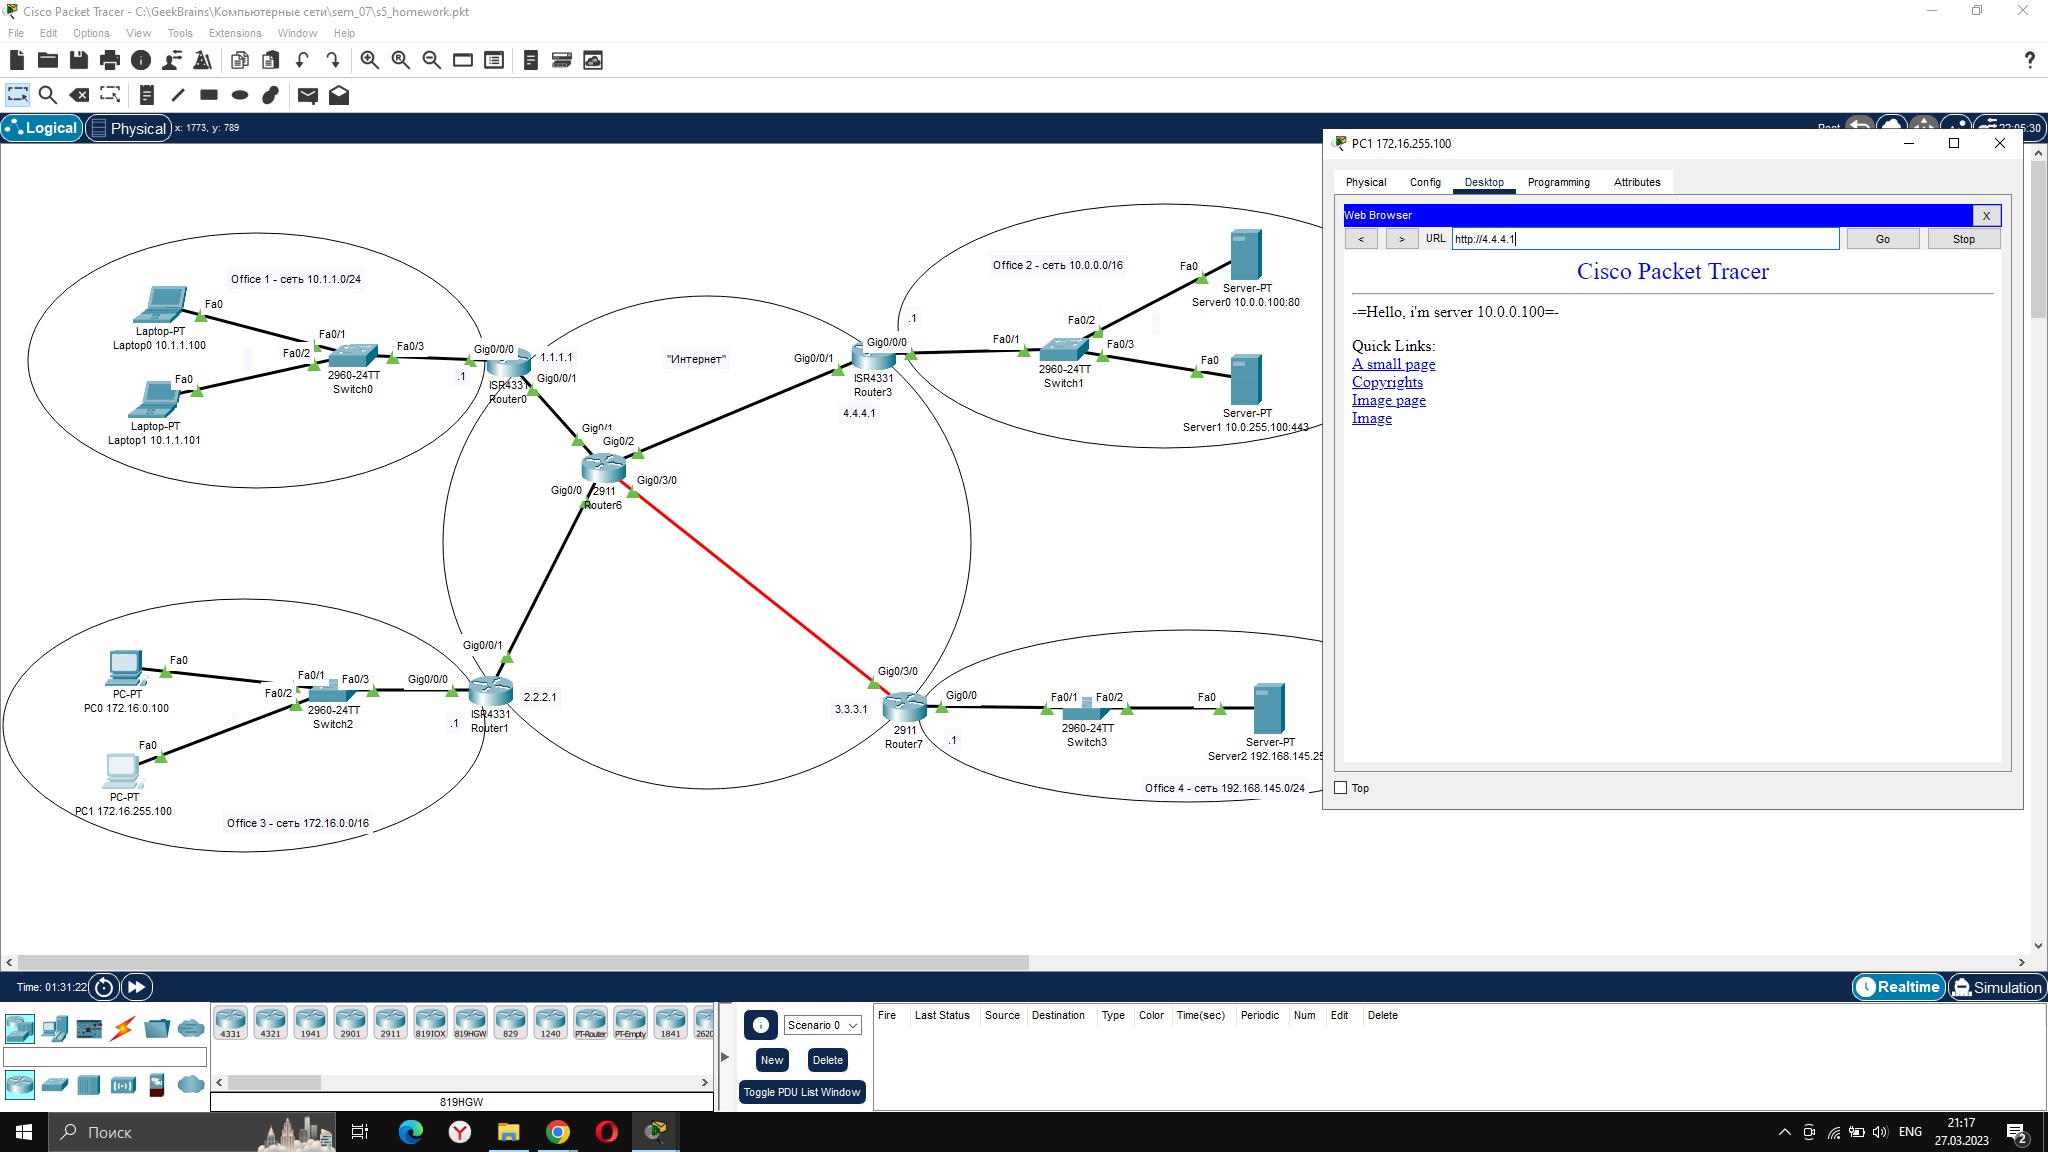 Cisco Packet Tracer - C:\GeekBrains\Компьютерные сети\sem_07\s5_homework.pkt
File Edit Options View Tools Extensions Window Help
Logical Physical x: 1773, y: 789
Root 22:05:30
Office 1 - сеть 10.1.1.0/24
Fa0
Laptop-PT
Laptop0 10.1.1.100
Fa0/1
Fa0/2
Fa0/3
2960-24TT
Switch0
Fa0
Laptop-PT
Laptop1 10.1.1.101
.1
Gig0/0/0
1.1.1.1
Gig0/0/1
ISR4331
Router0
"Интернет"
Gig0/1
Gig0/2
Gig0/3/0
Gig0/0
2911
Router6
Office 2 - сеть 10.0.0.0/16
.1
Gig0/0/0
Gig0/0/1
ISR4331
Router3
4.4.4.1
Fa0/1
Fa0/2
Fa0/3
2960-24TT
Switch1
Fa0
Server-PT
Server0 10.0.0.100:80
Fa0
Server-PT
Server1 10.0.255.100:443
Fa0
PC-PT
PC0 172.16.0.100
Fa0/1
Fa0/2
Fa0/3
2960-24TT
Switch2
Fa0
PC-PT
PC1 172.16.255.100
Office 3 - сеть 172.16.0.0/16
Gig0/0/1
Gig0/0/0
2.2.2.1
ISR4331
Router1
.1
Gig0/3/0
3.3.3.1
Gig0/0
2911
Router7
.1
Fa0/1
Fa0/2
2960-24TT
Switch3
Fa0
Server-PT
Server2 192.168.145.25
Office 4 - сеть 192.168.145.0/24
PC1 172.16.255.100
Physical Config Desktop Programming Attributes
Web Browser X
< > URL http://4.4.4.1 Go Stop
Cisco Packet Tracer
-=Hello, i'm server 10.0.0.100=-
Quick Links:
A small page
Copyrights
Image page
Image
Top
Time: 01:31:22
Realtime Simulation
4331 4321 1941 2901 2911 819IOX 819HGW 829 1240 PT-Router PT-Empty 1841 2620
819HGW
Scenario 0
New Delete
Toggle PDU List Window
Fire Last Status Source Destination Type Color Time(sec) Periodic Num Edit Delete
Поиск
ENG
21:17
27.03.2023
2